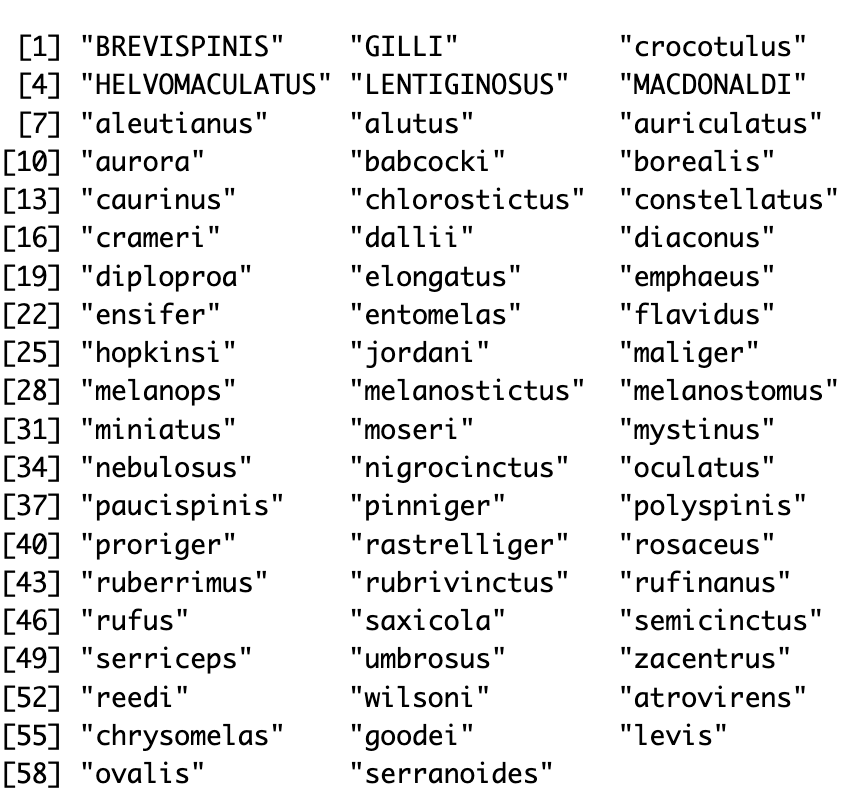 [1] "BREVISPINIS" "GILLI" "crocotulus"
[4] "HELVOMACULATUS" "LENTIGINOSUS" "MACDONALDI"
[7] "aleutianus" "alutus" "auriculatus"
[10] "aurora" "babcocki" "borealis"
[13] "caurinus" "chlorostictus" "constellatus"
[16] "crameri" "dallii" "diaconus"
[19] "diploproa" "elongatus" "emphaeus"
[22] "ensifer" "entomelas" "flavidus"
[25] "hopkinsi" "jordani" "maliger"
[28] "melanops" "melanostictus" "melanostomus"
[31] "miniatus" "moseri" "mystinus"
[34] "nebulosus" "nigrocinctus" "oculatus"
[37] "paucispinis" "pinniger" "polyspinis"
[40] "proriger" "rastrelliger" "rosaceus"
[43] "ruberrimus" "rubrivinctus" "rufinanus"
[46] "rufus" "saxicola" "semicinctus"
[49] "serriceps" "umbrosus" "zacentrus"
[52] "reedi" "wilsoni" "atrovirens"
[55] "chrysomelas" "goodei" "levis"
[58] "ovalis" "serranoides"